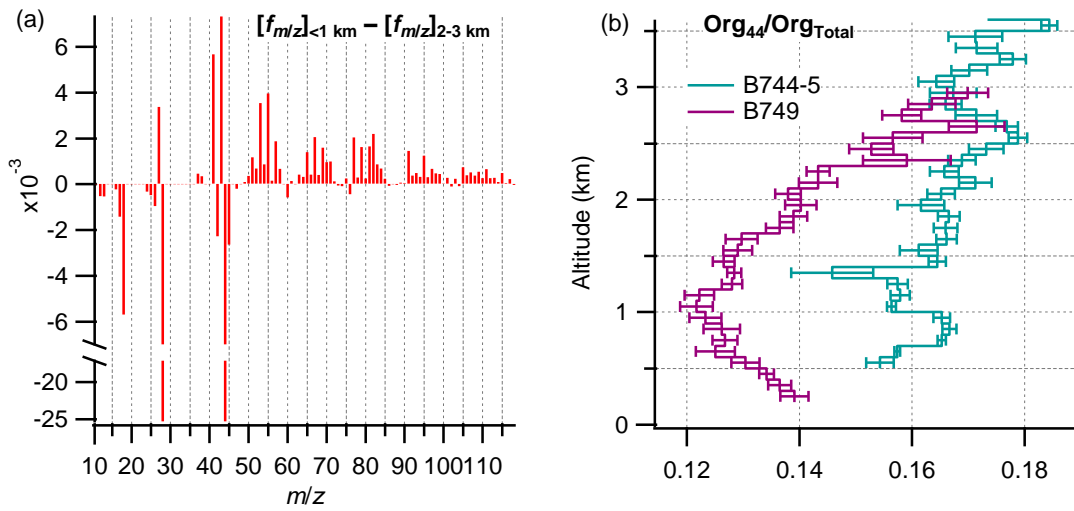 (a)
[f m/z]<1 km − [f m/z]2-3 km
6
4
2
0
-2
-4
-6
-20
-25
x10-3
10 20 30 40 50 60 70 80 90 100 110
m/z
(b)
Org44/OrgTotal
B744-5
B749
3
2
1
0
Altitude (km)
0.12 0.14 0.16 0.18